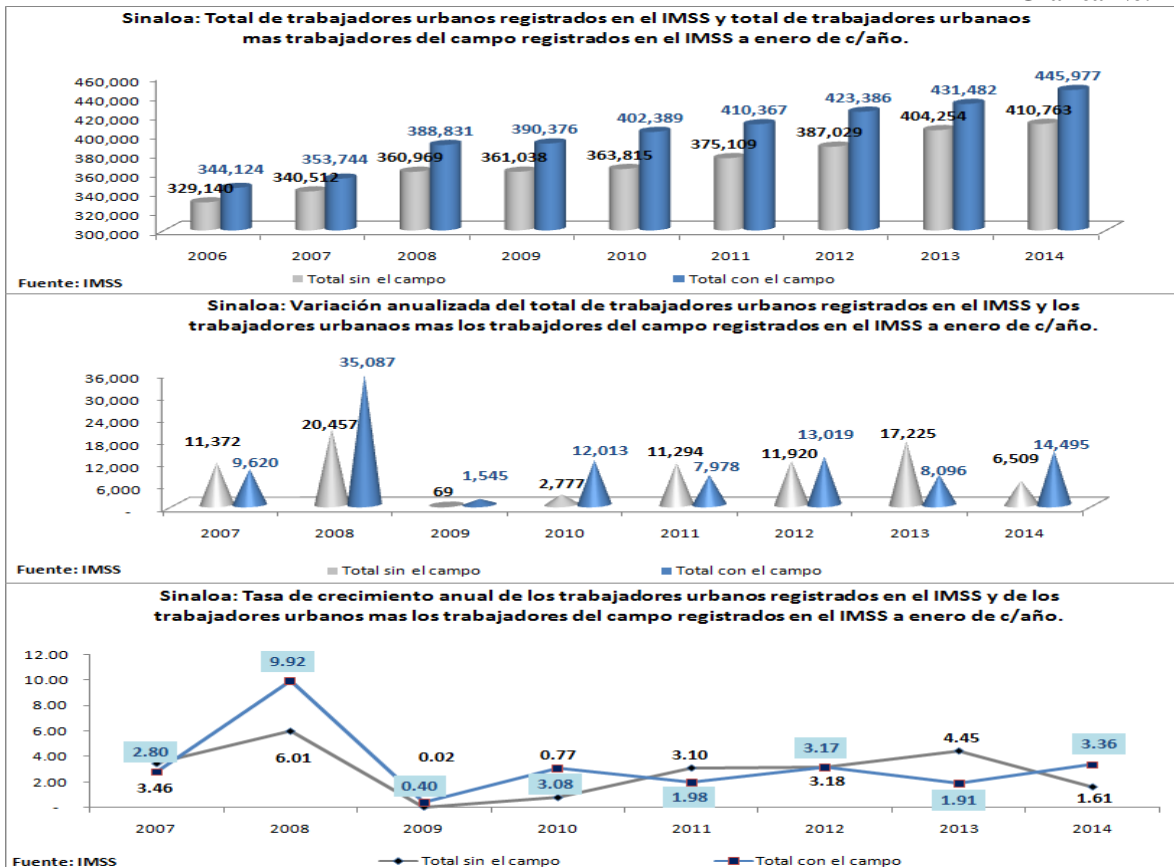 Sinaloa: Total de trabajadores urbanos registrados en el IMSS y total de trabajadores urbanaos
mas trabajadores del campo registrados en el IMSS a enero de c/año.
460,000
440,000
420,000
400,000
380,000
360,000
340,000
320,000
300,000
329,140 344,124 340,512 353,744 360,969 388,831 361,038 390,376 363,815 402,389 375,109 410,367 387,029 423,386 404,254 431,482 410,763 445,977
2006 2007 2008 2009 2010 2011 2012 2013 2014
Fuente: IMSS Total sin el campo Total con el campo
Sinaloa: Variación anualizada del total de trabajadores urbanos registrados en el IMSS y los
trabajadores urbanaos mas los trabajdores del campo registrados en el IMSS a enero de c/año.
36,000
30,000
24,000
18,000
12,000
6,000
-
11,372 9,620 20,457 35,087 69 1,545 2,777 12,013 11,294 7,978 11,920 13,019 17,225 8,096 6,509 14,495
2007 2008 2009 2010 2011 2012 2013 2014
Fuente: IMSS Total sin el campo Total con el campo
Sinaloa: Tasa de crecimiento anual de los trabajadores urbanos registrados en el IMSS y de los
trabajadores urbanos mas los trabajadores del campo registrados en el IMSS a enero de c/año.
12.00
10.00
8.00
6.00
4.00
2.00
-
2.80 9.92 0.02 0.77 3.10 3.17 4.45 3.36
3.46 6.01 0.40 3.08 1.98 3.18 1.91 1.61
2007 2008 2009 2010 2011 2012 2013 2014
Fuente: IMSS Total sin el campo Total con el campo